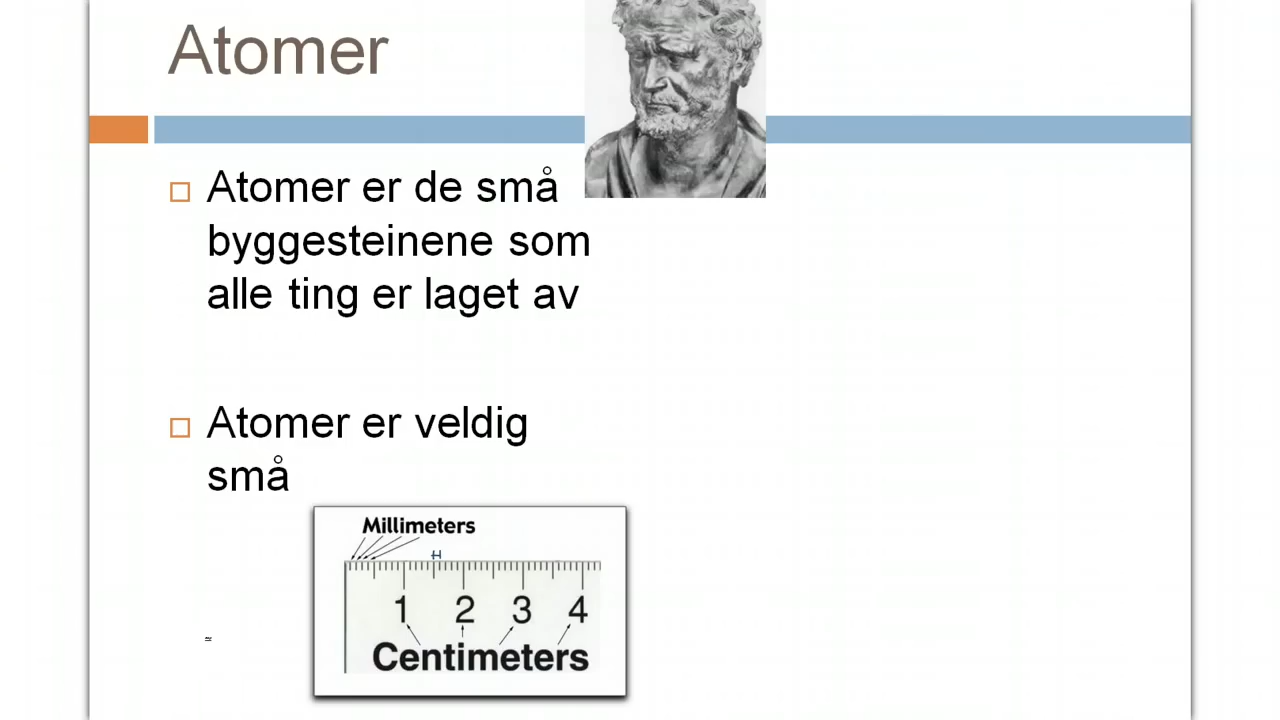 Atomer
Atomer er de små
byggesteinene som
alle ting er laget av
Atomer er veldig
små
Millimeters
H
1 2 3 4
Centimeters